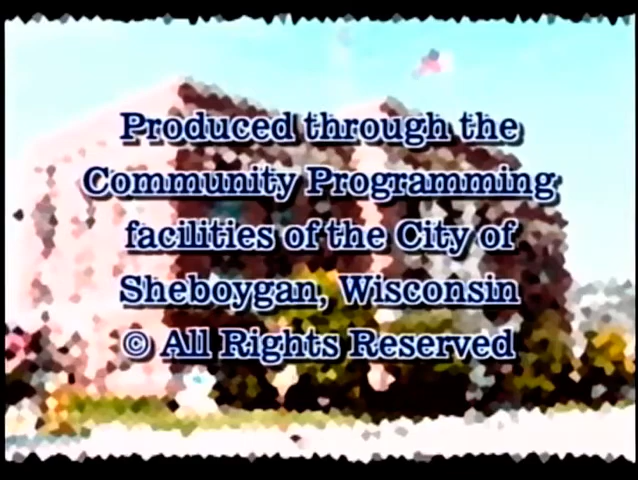 Produced through the
Community Programming
facilities of the City of
Sheboygan, Wisconsin
© All Rights Reserved